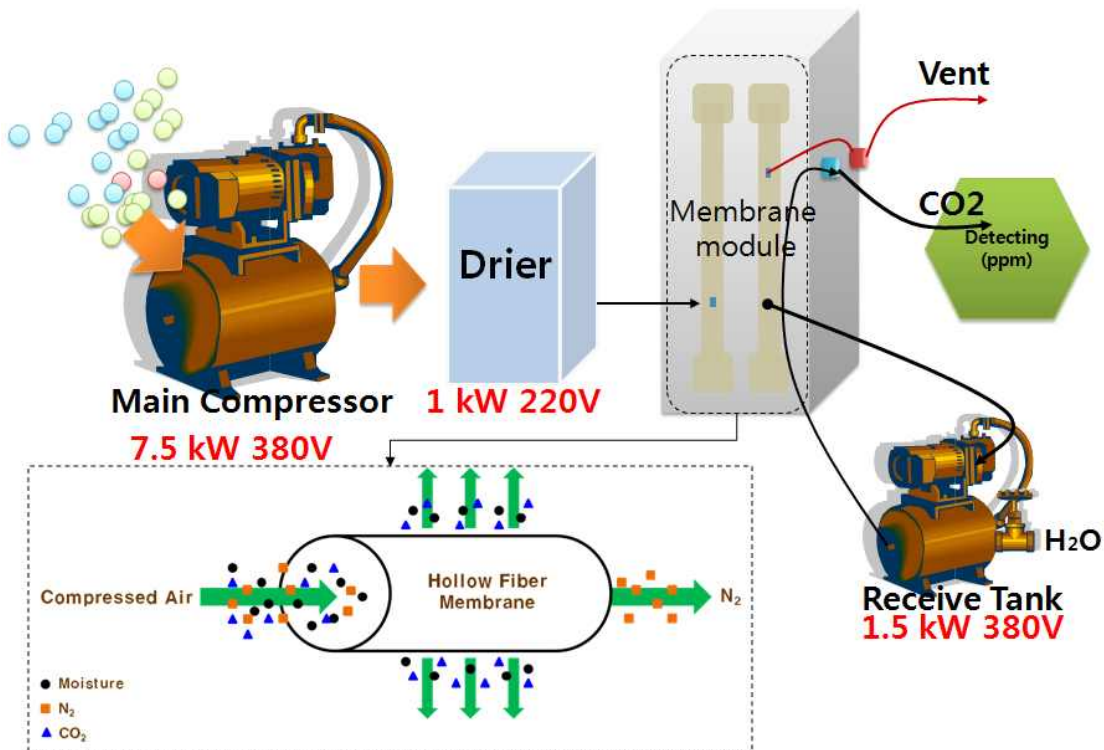 Vent
CO2
Detecting
(ppm)
Membrane
module
Drier
Main Compressor
7.5 kW 380V
1 kW 220V
H₂O
Receive Tank
1.5 kW 380V
Compressed Air
Hollow Fiber
Membrane
N₂
Moisture
N₂
CO₂